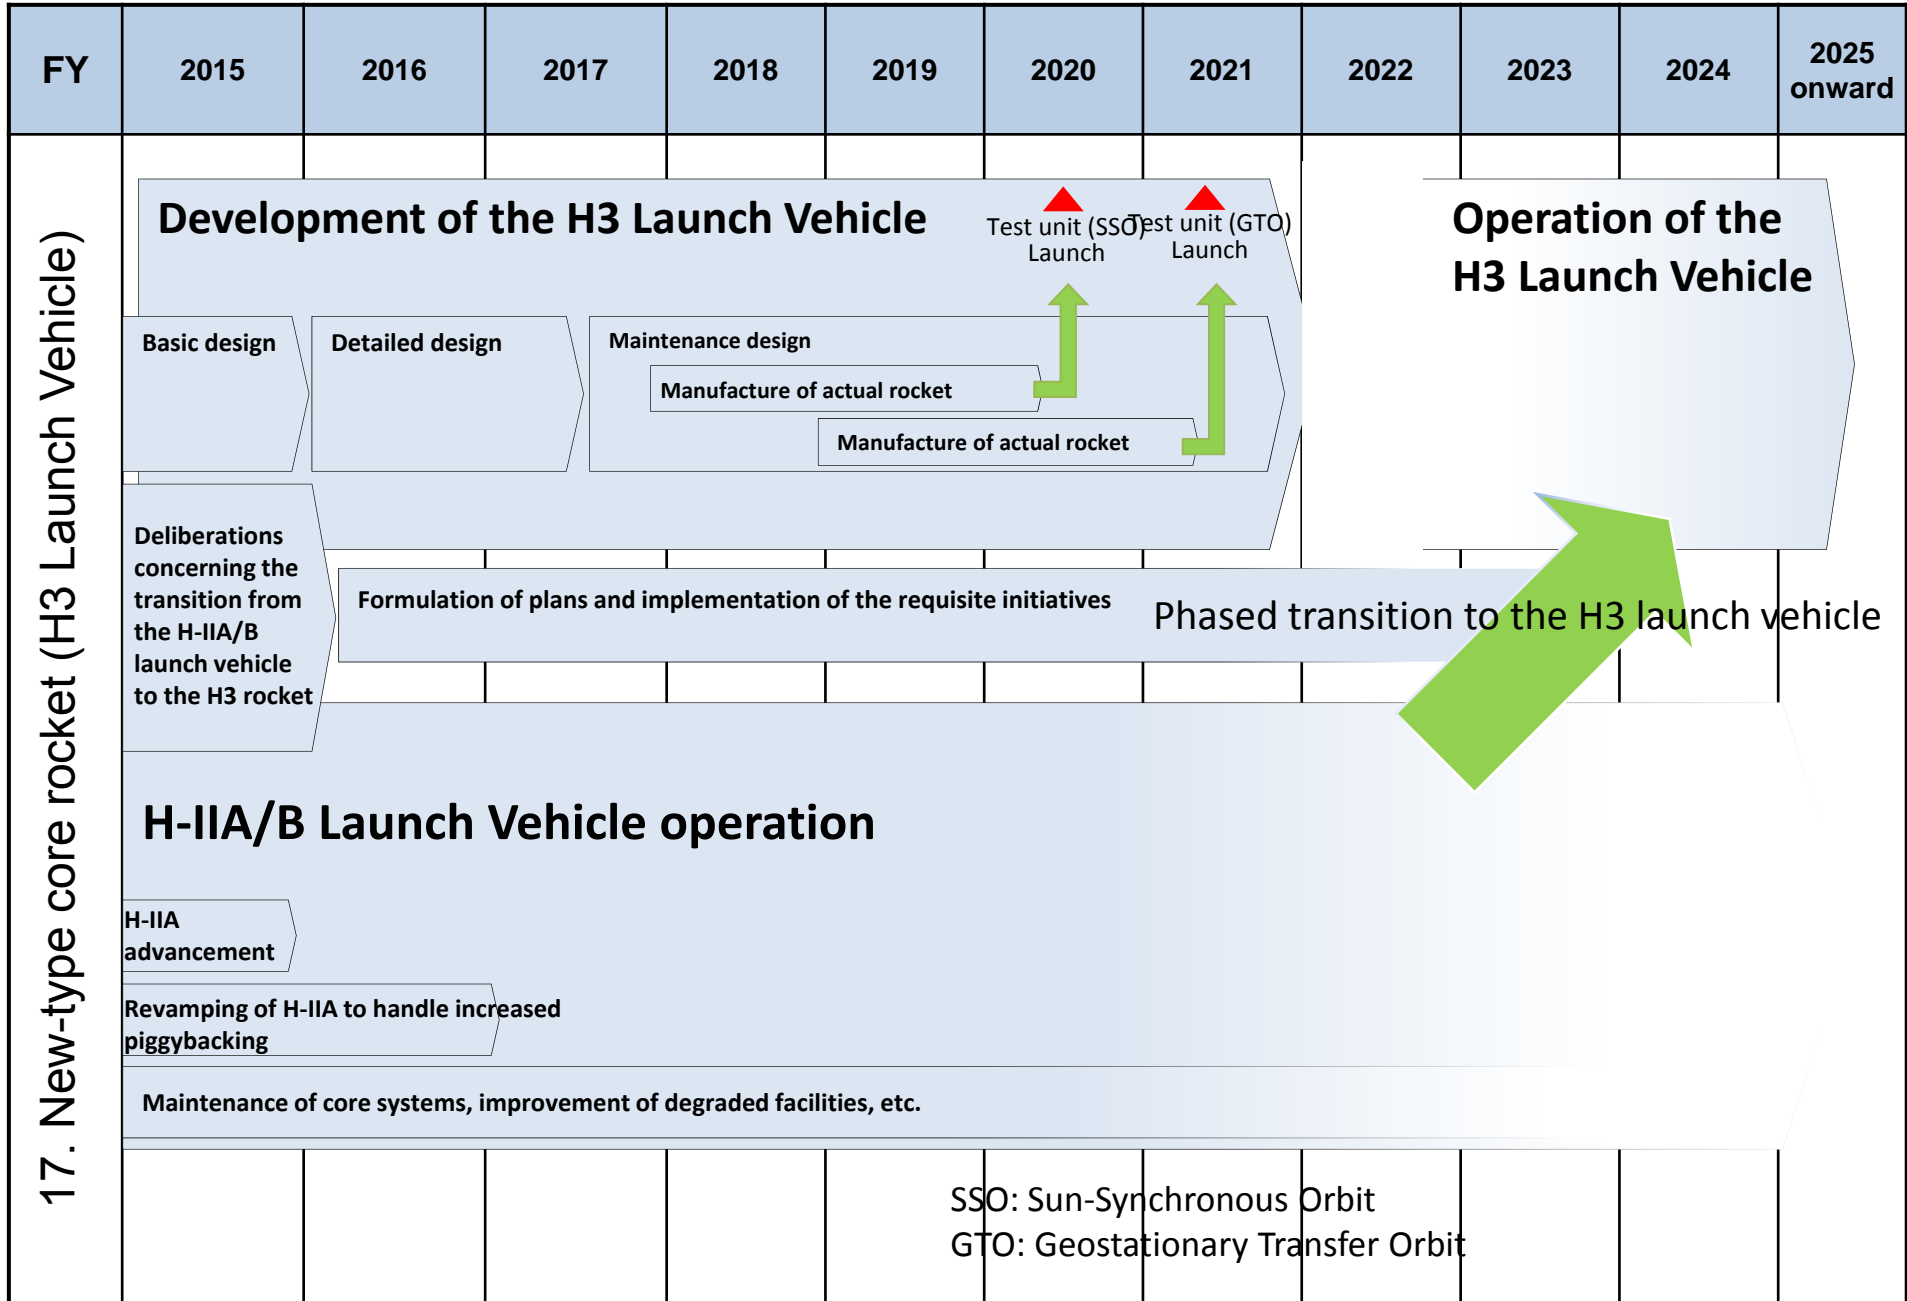 FY
2015
2016
2017
2018
2019
2020
2021
2022
2023
2024
2025
onward
17. New-type core rocket (H3 Launch Vehicle)
Development of the H3 Launch Vehicle
Test unit (SSO)
Launch
Test unit (GTO)
Launch
Operation of the
H3 Launch Vehicle
Basic design
Detailed design
Maintenance design
Manufacture of actual rocket
Manufacture of actual rocket
Deliberations
concerning the
transition from
the H-IIA/B
launch vehicle
to the H3 rocket
Formulation of plans and implementation of the requisite initiatives
Phased transition to the H3 launch vehicle
H-IIA/B Launch Vehicle operation
H-IIA
advancement
Revamping of H-IIA to handle increased
piggybacking
Maintenance of core systems, improvement of degraded facilities, etc.
SSO: Sun-Synchronous Orbit
GTO: Geostationary Transfer Orbit